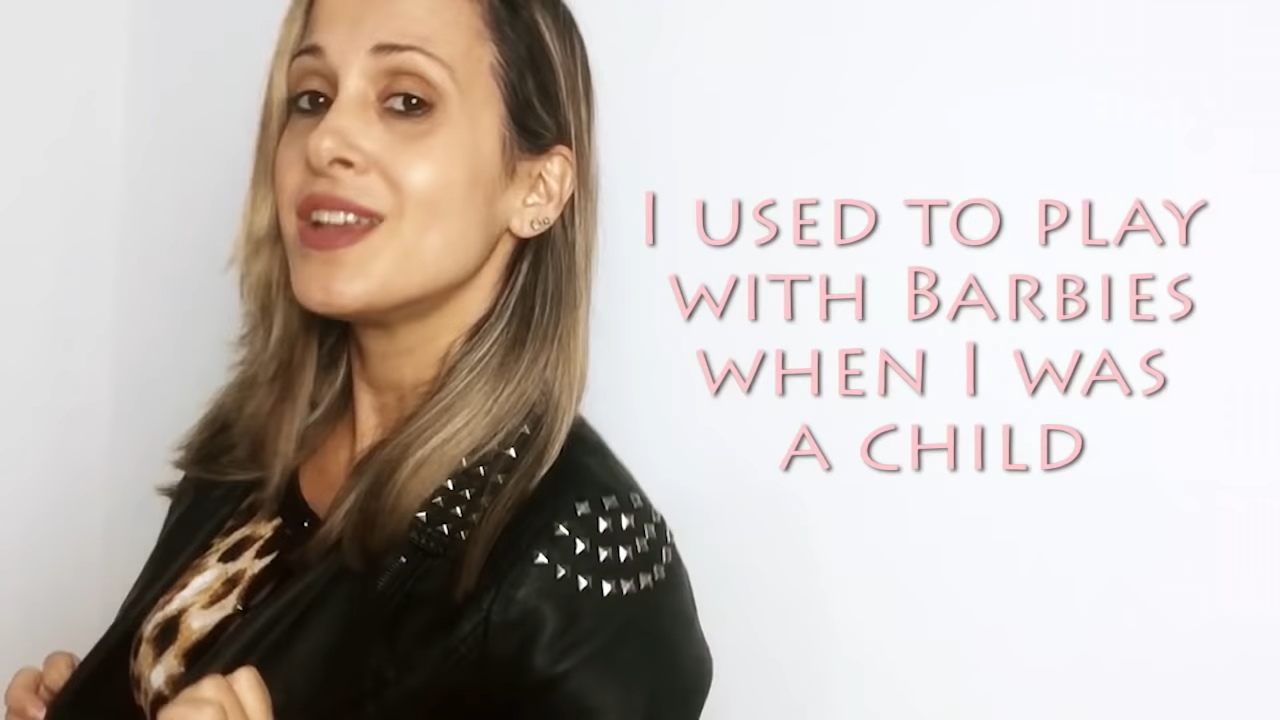 I USED TO PLAY
WITH BARBIES
WHEN I WAS
A CHILD